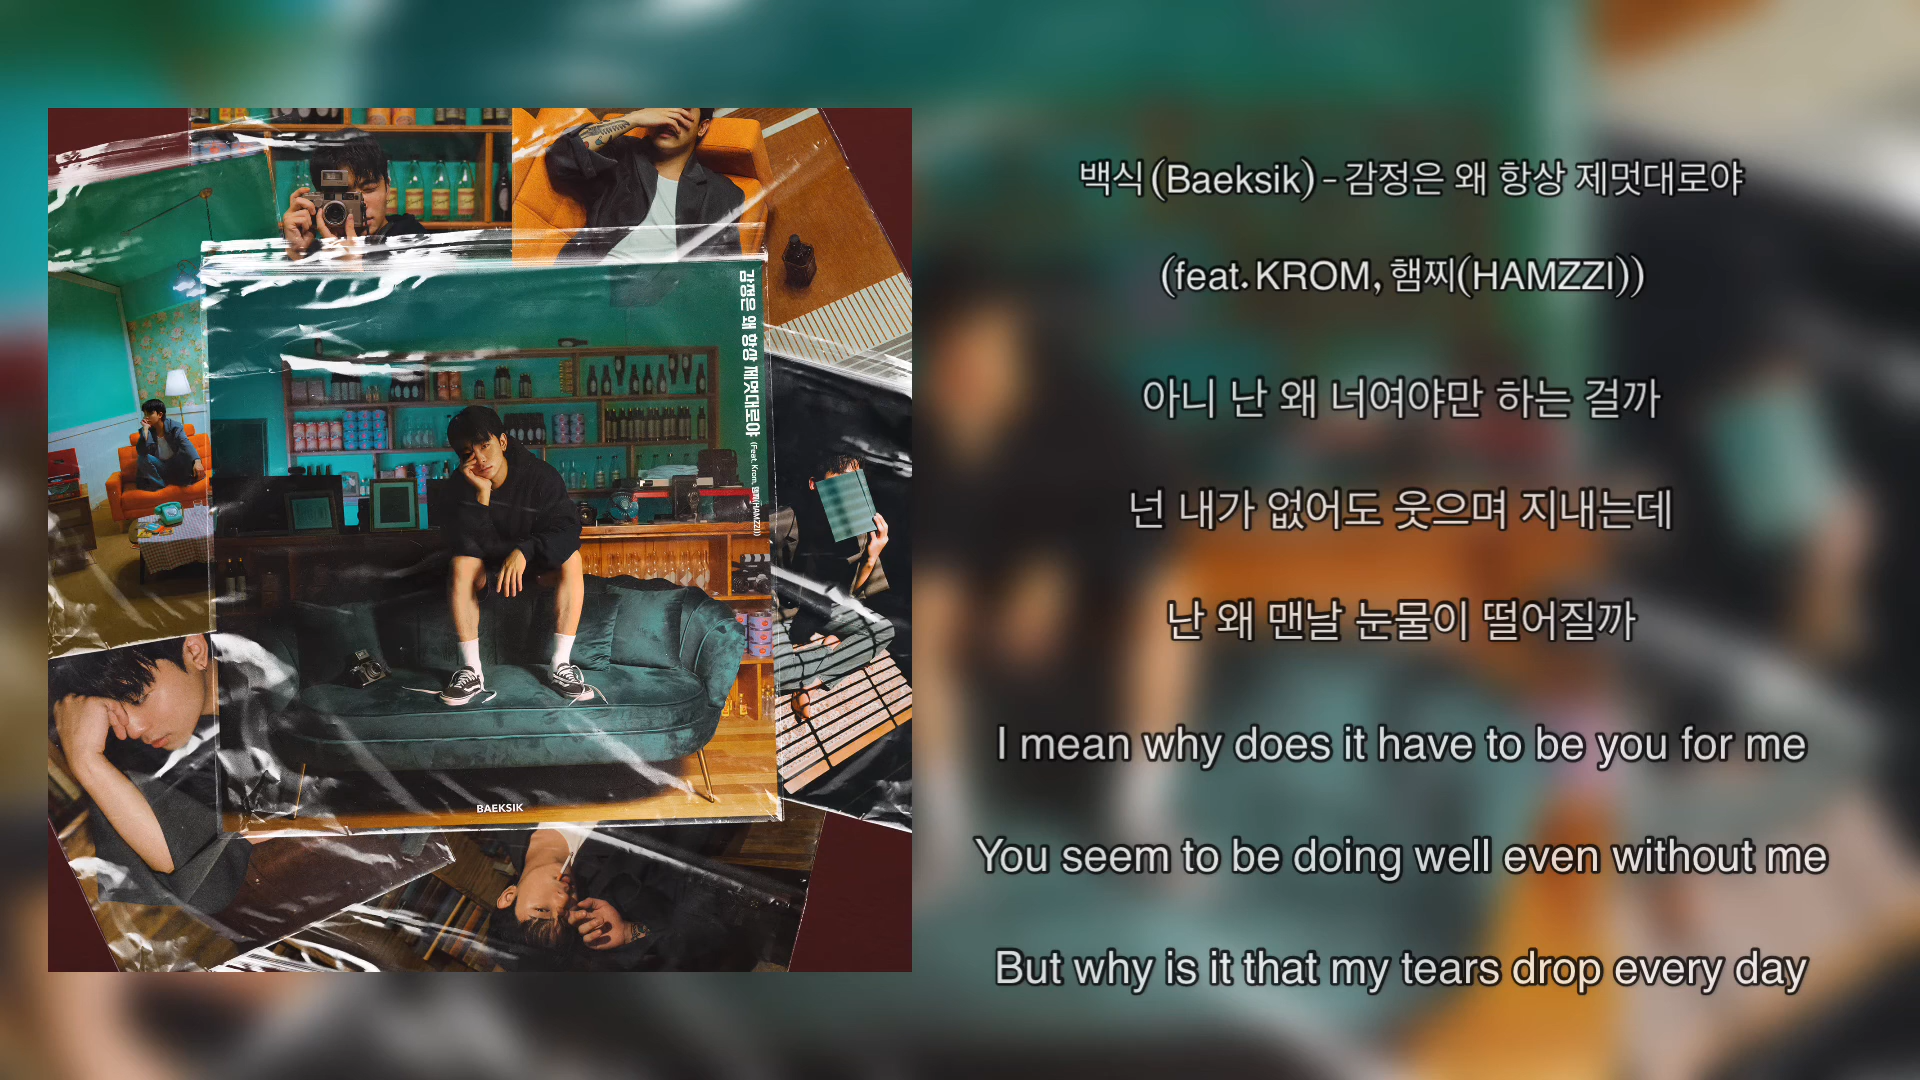 백식(Baeksik) - 감정은 왜 항상 제멋대로야
(feat. KROM, 햄찌(HAMZZI))
아니 난 왜 너여야만 하는 걸까
넌 내가 없어도 웃으며 지내는데
난 왜 맨날 눈물이 떨어질까
I mean why does it have to be you for me
You seem to be doing well even without me
But why is it that my tears drop every day
감정은 왜 항상 제멋대로야 (Feat. Krom, 햄찌(HAMZZI))
BAEKSIK